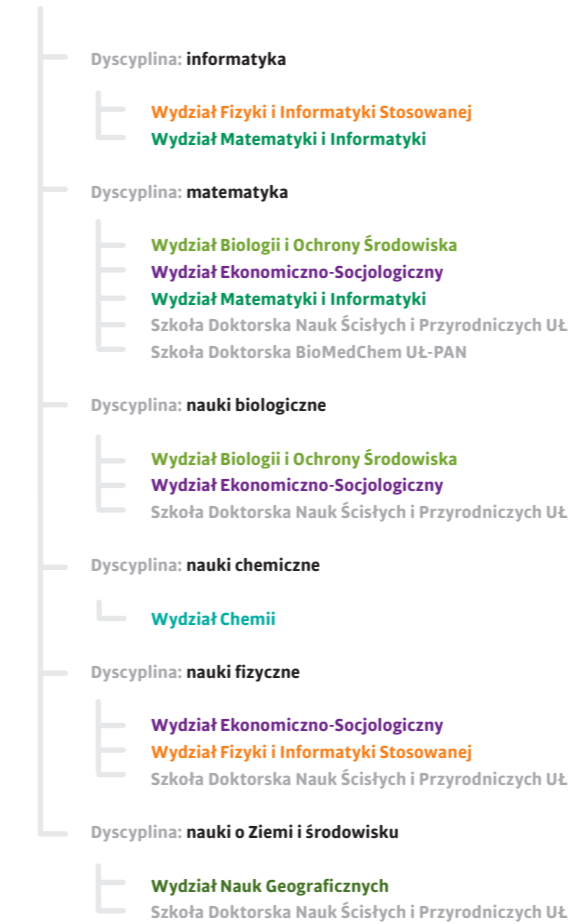 Dyscyplina: informatyka
Wydział Fizyki i Informatyki Stosowanej
Wydział Matematyki i Informatyki
Dyscyplina: matematyka
Wydział Biologii i Ochrony Środowiska
Wydział Ekonomiczno-Socjologiczny
Wydział Matematyki i Informatyki
Szkoła Doktorska Nauk Ścisłych i Przyrodniczych UŁ
Szkoła Doktorska BioMedChem UŁ-PAN
Dyscyplina: nauki biologiczne
Wydział Biologii i Ochrony Środowiska
Wydział Ekonomiczno-Socjologiczny
Szkoła Doktorska Nauk Ścisłych i Przyrodniczych UŁ
Dyscyplina: nauki chemiczne
Wydział Chemii
Dyscyplina: nauki fizyczne
Wydział Ekonomiczno-Socjologiczny
Wydział Fizyki i Informatyki Stosowanej
Szkoła Doktorska Nauk Ścisłych i Przyrodniczych UŁ
Dyscyplina: nauki o Ziemi i środowisku
Wydział Nauk Geograficznych
Szkoła Doktorska Nauk Ścisłych i Przyrodniczych UŁ